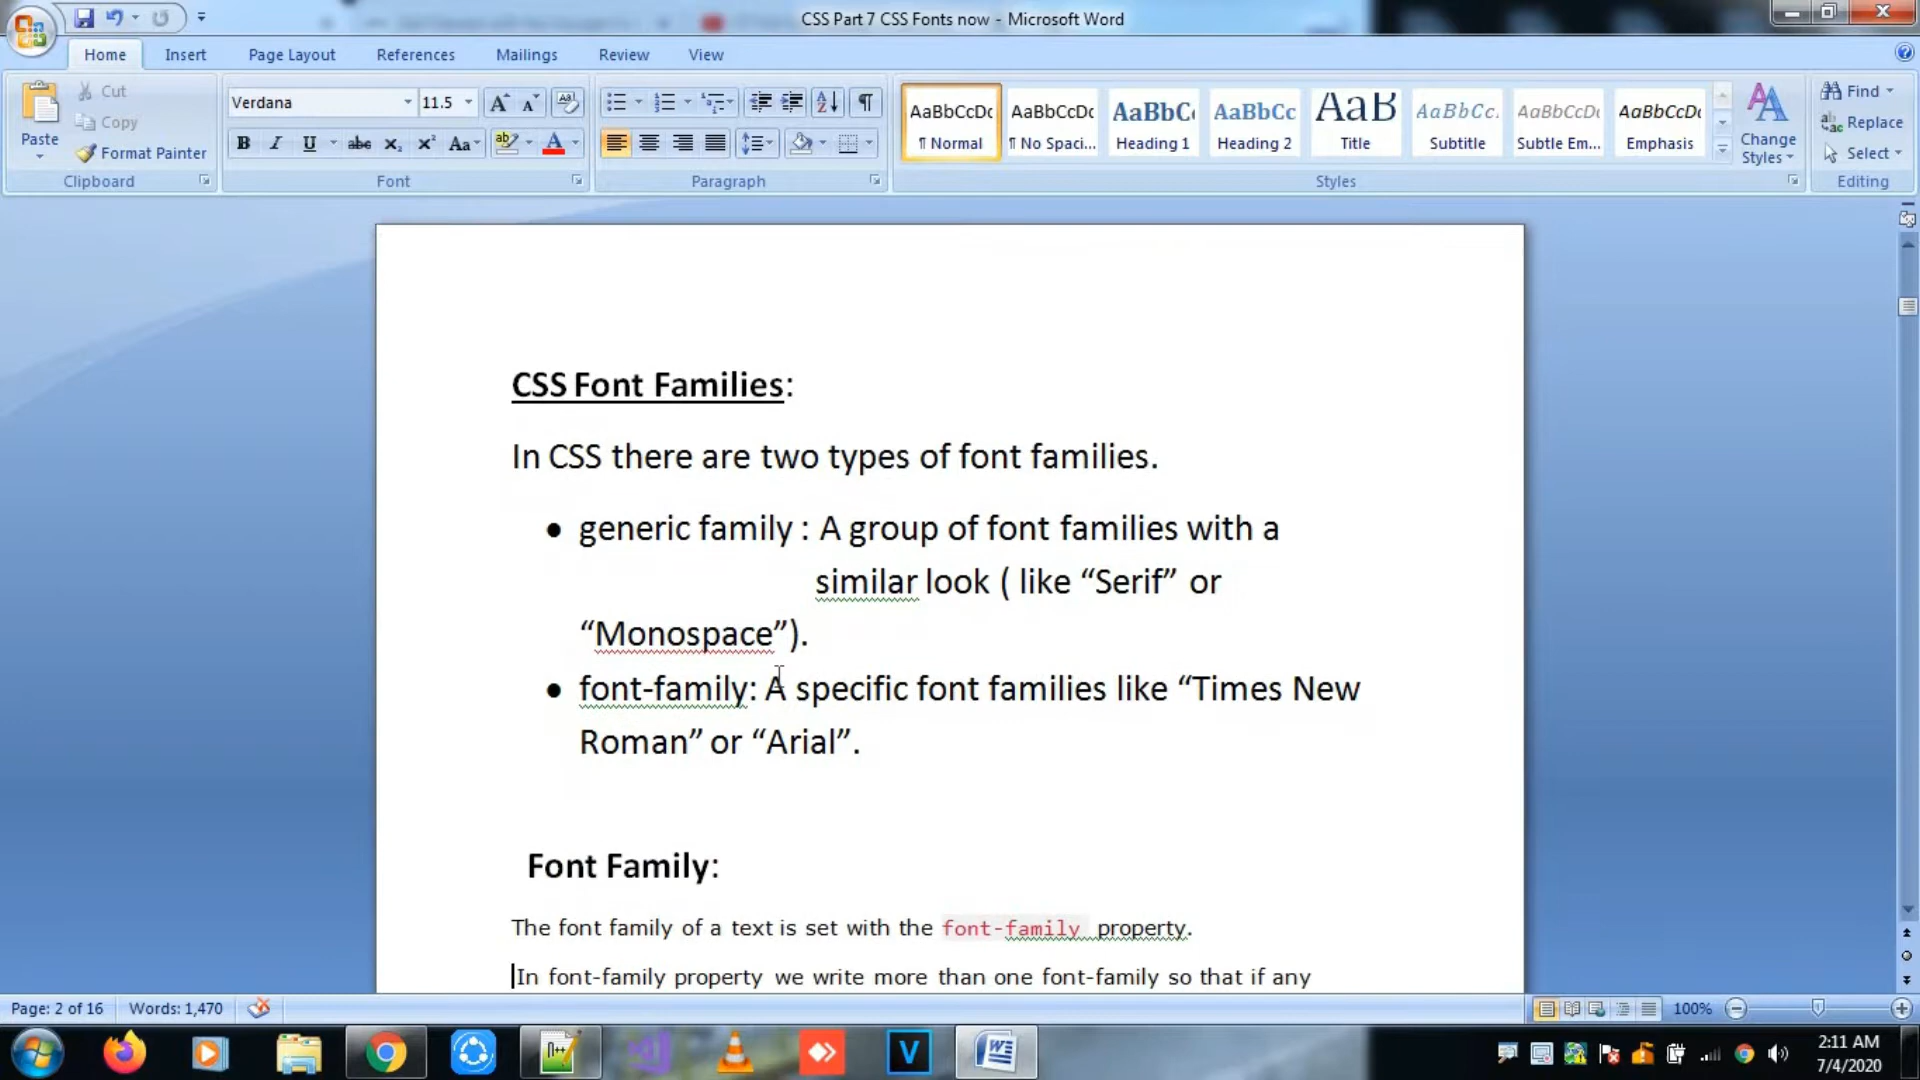 CSS Part 7 CSS Fonts now - Microsoft Word
Home Insert Page Layout References Mailings Review View
Paste
Cut
Copy
Format Painter
Clipboard
Verdana 11.5
B I U abc X₂ X² Aa
Font
Paragraph
AaBbCcDc AaBbCcDc AaBbC AaBbCc AaB AaBbCc. AaBbCcDc AaBbCcDc
¶ Normal ¶ No Spaci... Heading 1 Heading 2 Title Subtitle Subtle Em... Emphasis
Change
Styles
Styles
Find
Replace
Select
Editing
CSS Font Families:
In CSS there are two types of font families.
• generic family : A group of font families with a
similar look ( like “Serif” or
“Monospace”).
• font-family: A specific font families like “Times New
Roman” or “Arial”.
Font Family:
The font family of a text is set with the font-family property.
In font-family property we write more than one font-family so that if any
Page: 2 of 16 Words: 1,470 100%
2:11 AM
7/4/2020